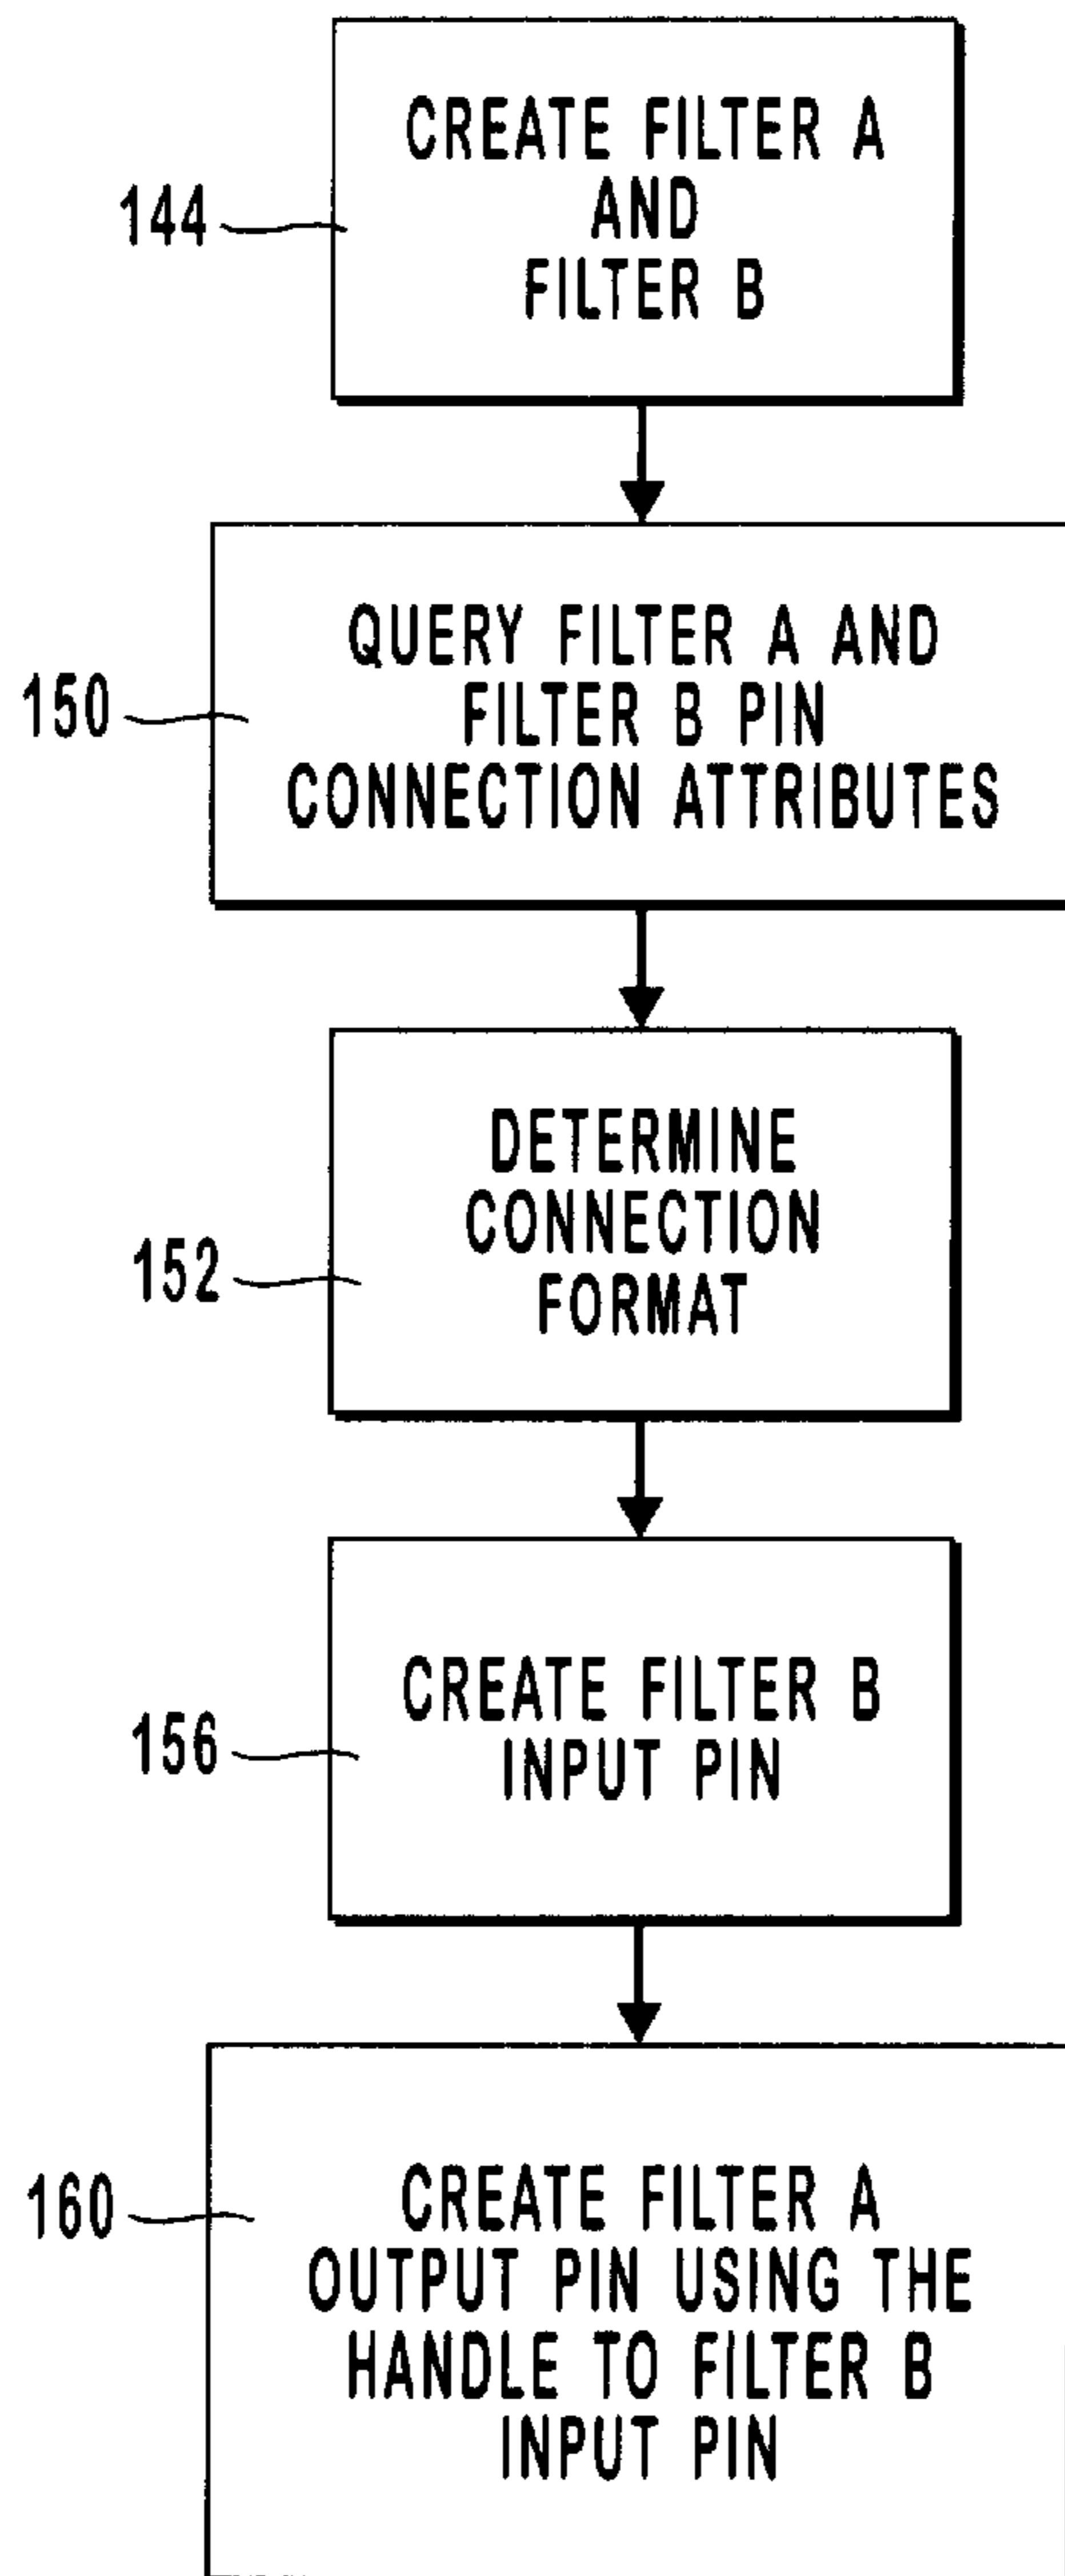 CREATE FILTER A
AND
FILTER B
144
QUERY FILTER A AND
FILTER B PIN
CONNECTION ATTRIBUTES
150
DETERMINE
CONNECTION
FORMAT
152
CREATE FILTER B
INPUT PIN
156
CREATE FILTER A
OUTPUT PIN USING THE
HANDLE TO FILTER B
INPUT PIN
160